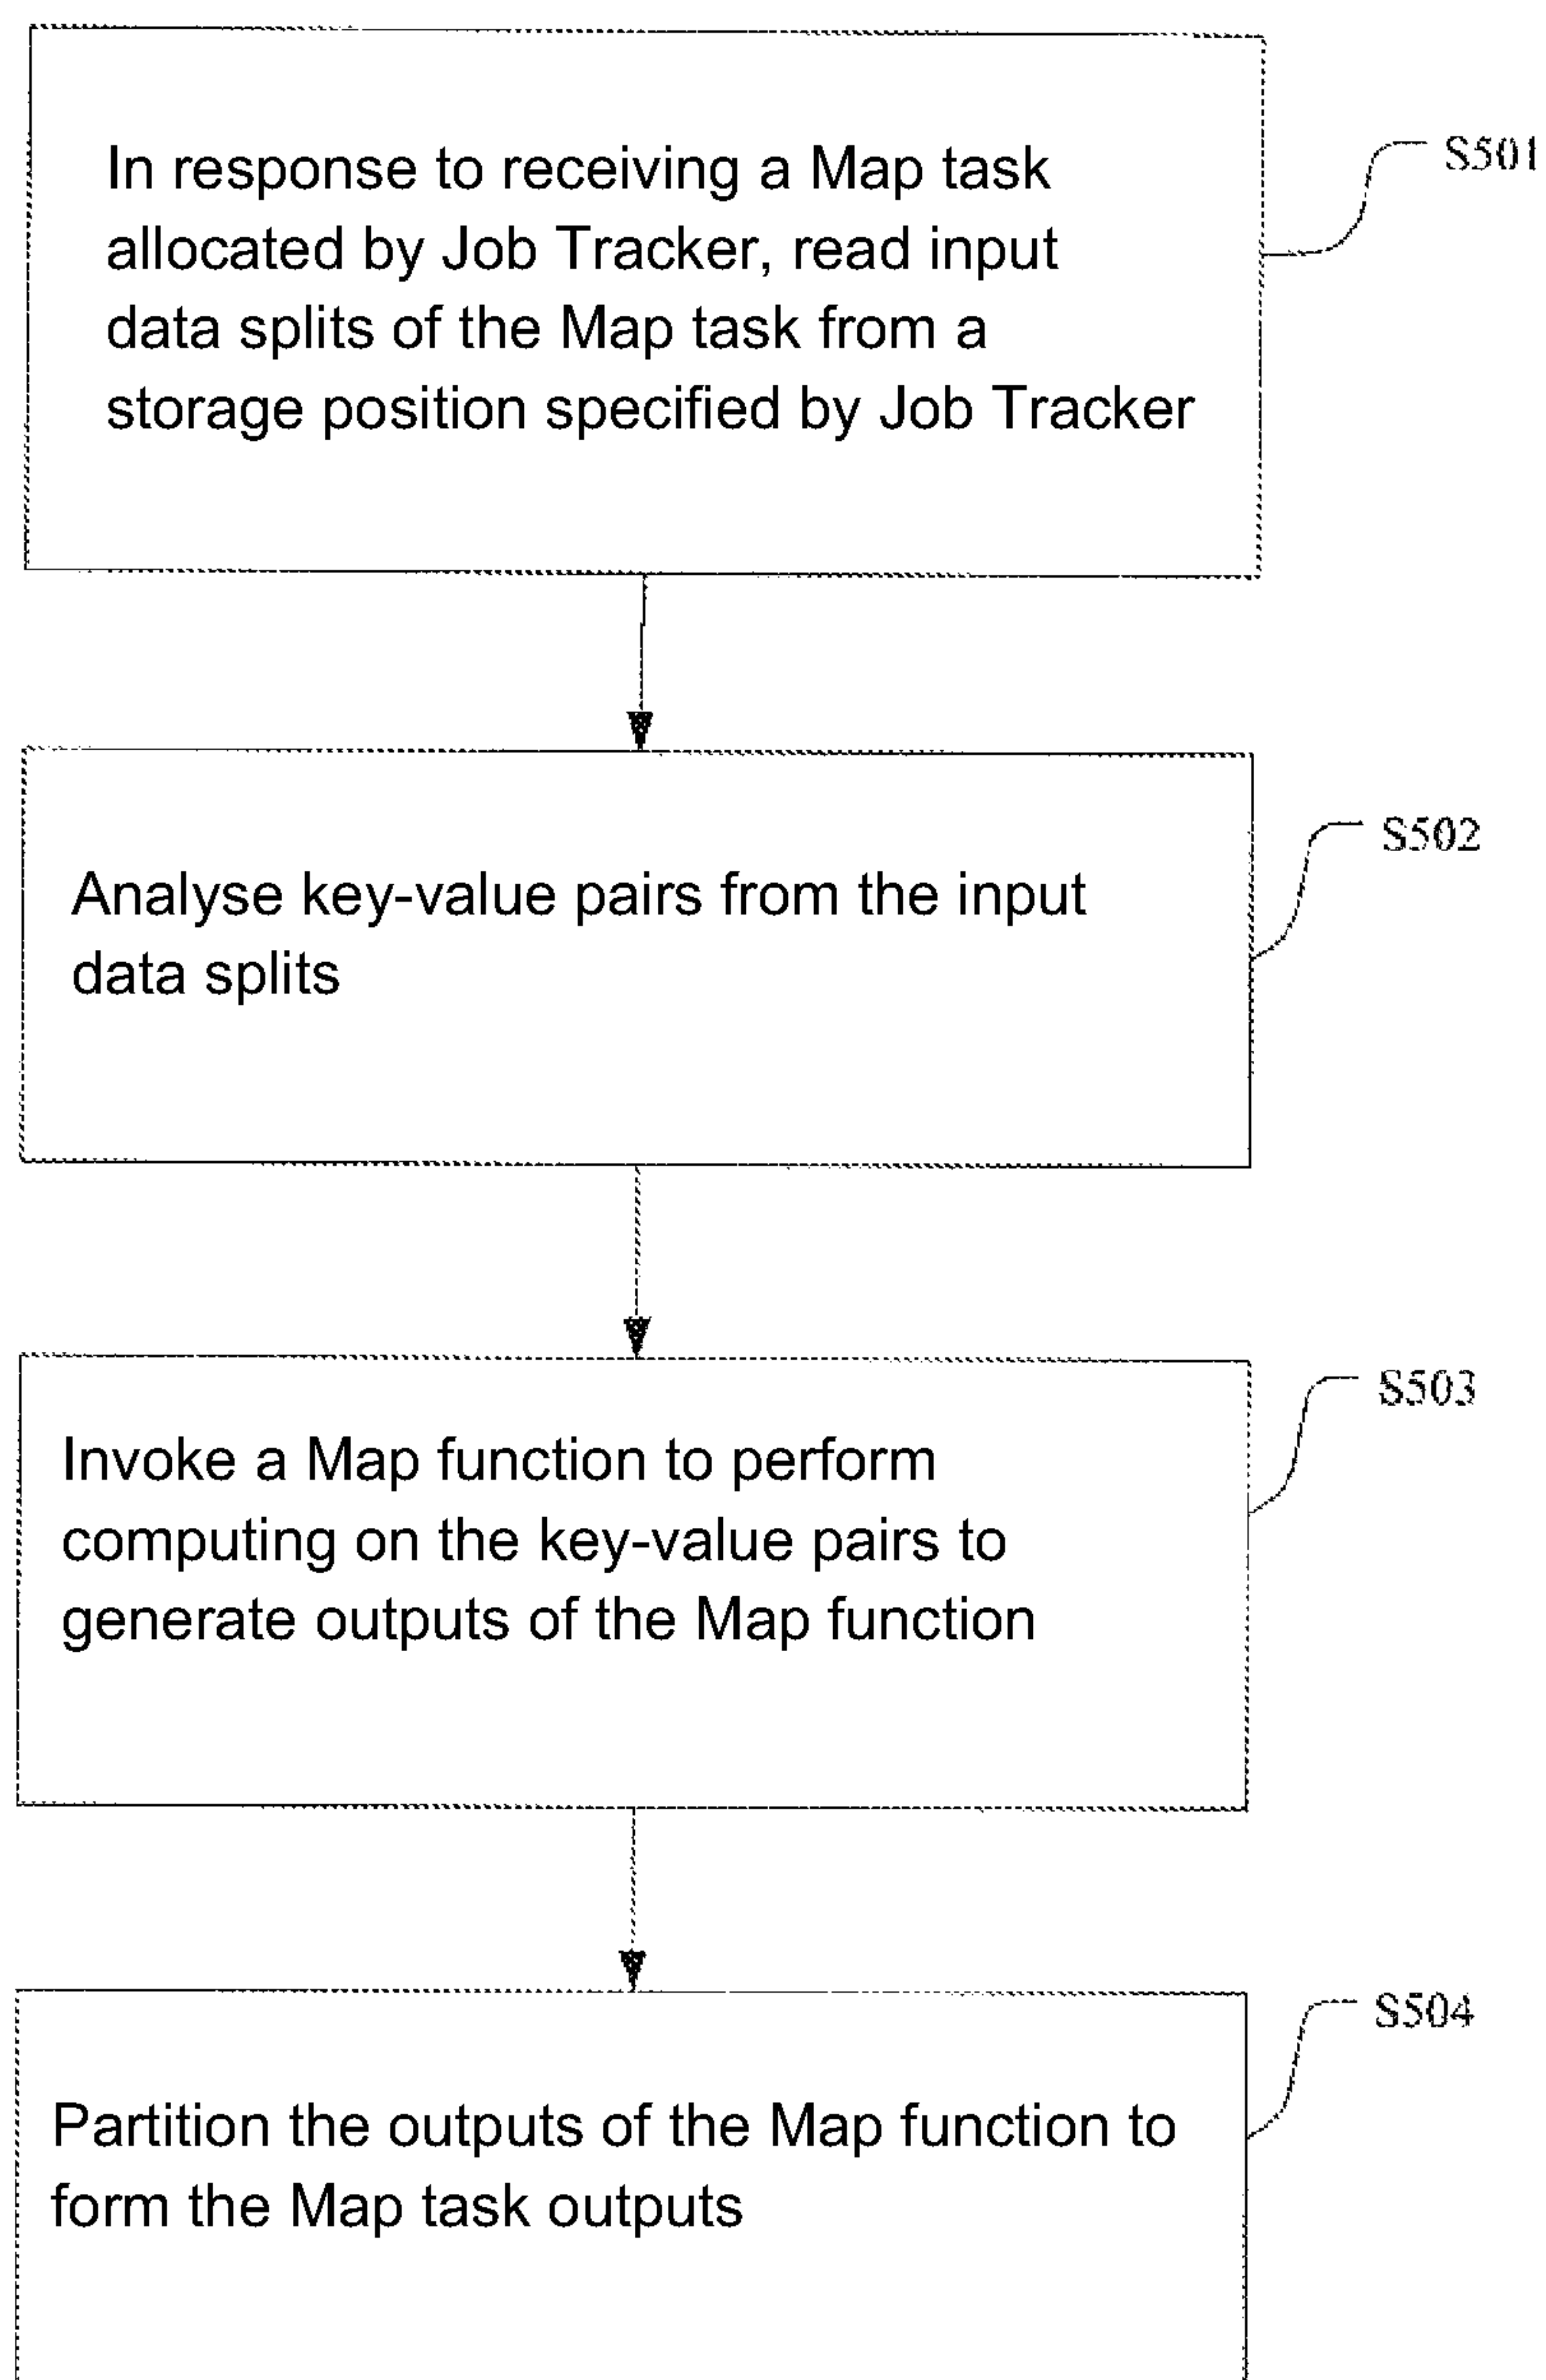 In response to receiving a Map task
allocated by Job Tracker, read input
data splits of the Map task from a
storage position specified by Job Tracker
S501
Analyse key-value pairs from the input
data splits
S502
Invoke a Map function to perform
computing on the key-value pairs to
generate outputs of the Map function
S503
Partition the outputs of the Map function to
form the Map task outputs
S504